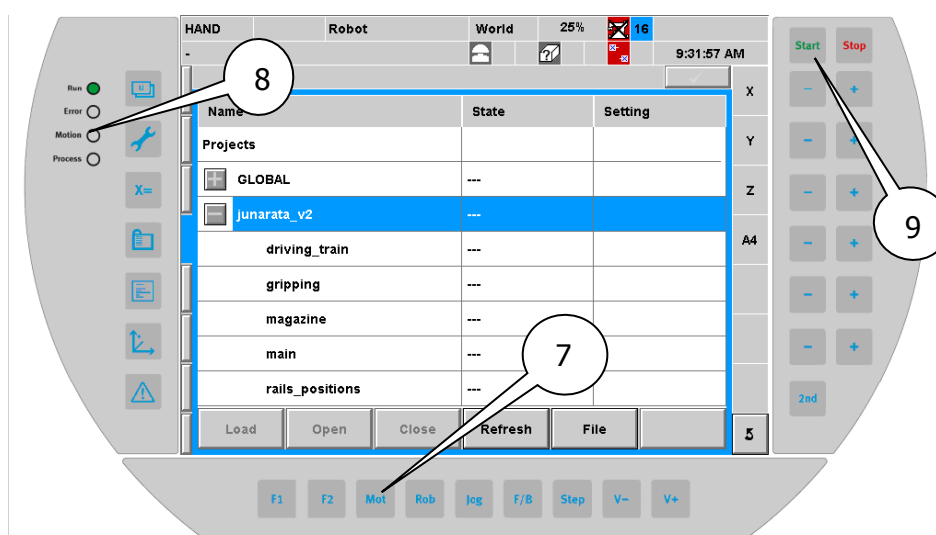 HAND Robot World 25% 16
- 9:31:57 AM
Start Stop
8
Run
Error
Motion
Process
X=
Name State Setting
Projects
GLOBAL ---
junarata_v2 ---
driving_train ---
gripping ---
magazine ---
main ---
rails_positions ---
Load Open Close Refresh File
X
Y
Z
A4
- +
- +
- +
- +
- +
- +
2nd
9
7
F1 F2 Mot Rob Jog F/B Step V- V+